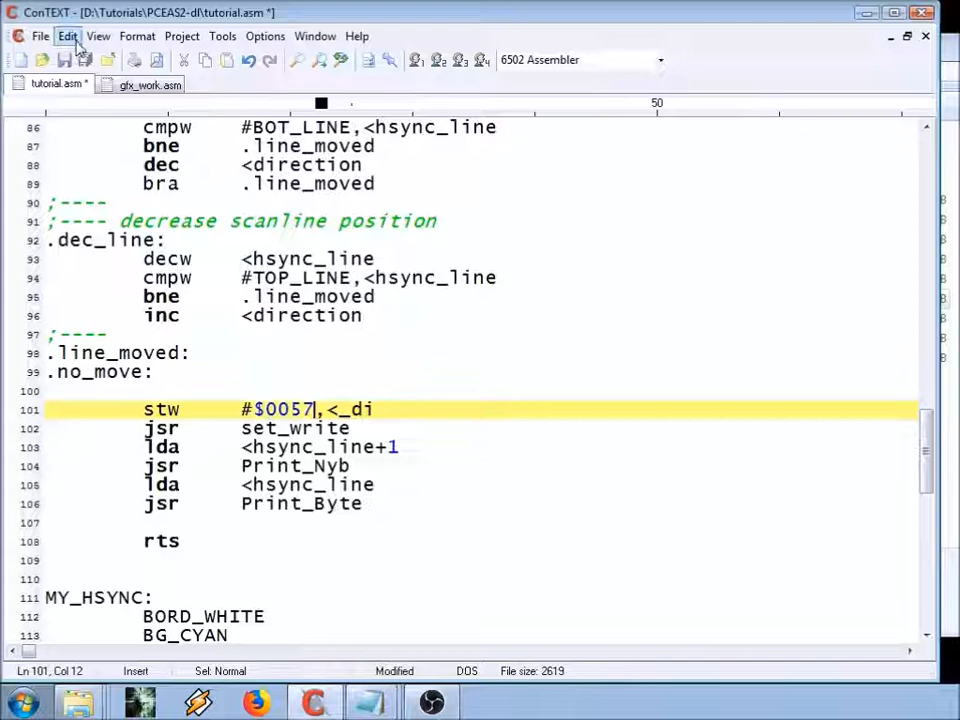 ConTEXT - [D:\Tutorials\PCEAS2-dl\tutorial.asm *]
File Edit View Format Project Tools Options Window Help
6502 Assembler
tutorial.asm * gfx_work.asm
50
86 cmpw #BOT_LINE,<hsync_line
87 bne .line_moved
88 dec <direction
89 bra .line_moved
90 ;----
91 ;---- decrease scanline position
92 .dec_line:
93 decw <hsync_line
94 cmpw #TOP_LINE,<hsync_line
95 bne .line_moved
96 inc <direction
97 ;----
98 .line_moved:
99 .no_move:
100
101 stw #$0057,<_di
102 jsr set_write
103 lda <hsync_line+1
104 jsr Print_Nyb
105 lda <hsync_line
106 jsr Print_Byte
107
108 rts
109
110
111 MY_HSYNC:
112 BORD_WHITE
113 BG_CYAN
Ln 101, Col 12 Insert Sel: Normal Modified DOS File size: 2619